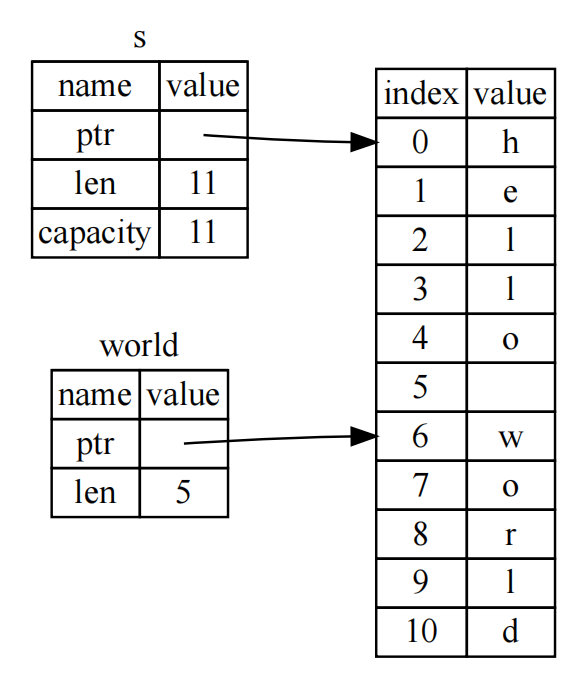 s
name value
ptr
len 11
capacity 11
world
name value
ptr
len 5
index value
0 h
1 e
2 l
3 l
4 o
5
6 w
7 o
8 r
9 l
10 d